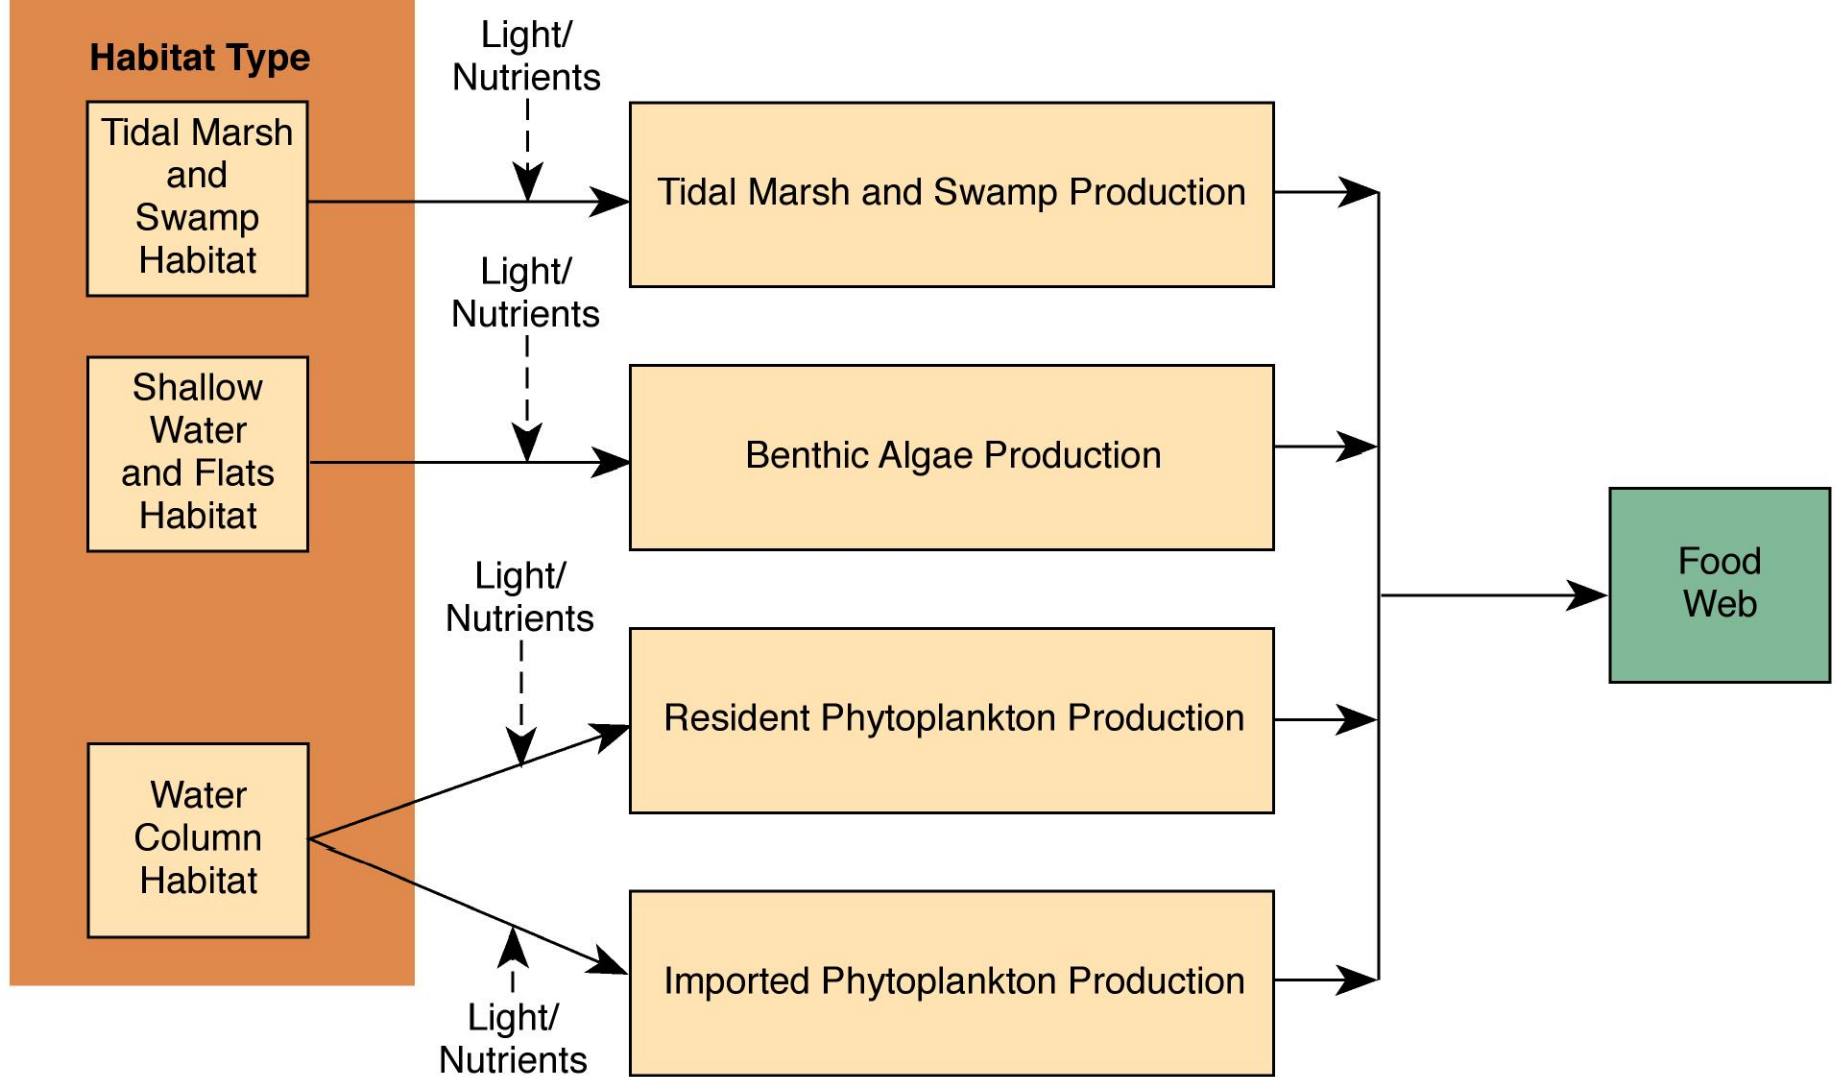 Habitat Type
Tidal Marsh
and
Swamp
Habitat
Light/
Nutrients
Tidal Marsh and Swamp Production
Shallow
Water
and Flats
Habitat
Light/
Nutrients
Benthic Algae Production
Light/
Nutrients
Resident Phytoplankton Production
Food
Web
Water
Column
Habitat
Imported Phytoplankton Production
Light/
Nutrients